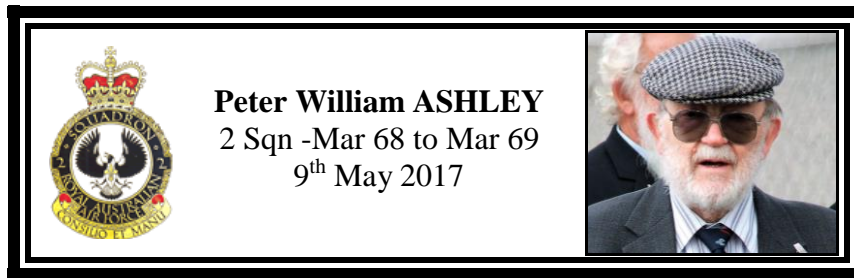 SQUADRON
2 2
ROYAL AUSTRALIAN
AIR FORCE
CONSILIO ET MANU
Peter William ASHLEY
2 Sqn -Mar 68 to Mar 69
9th May 2017